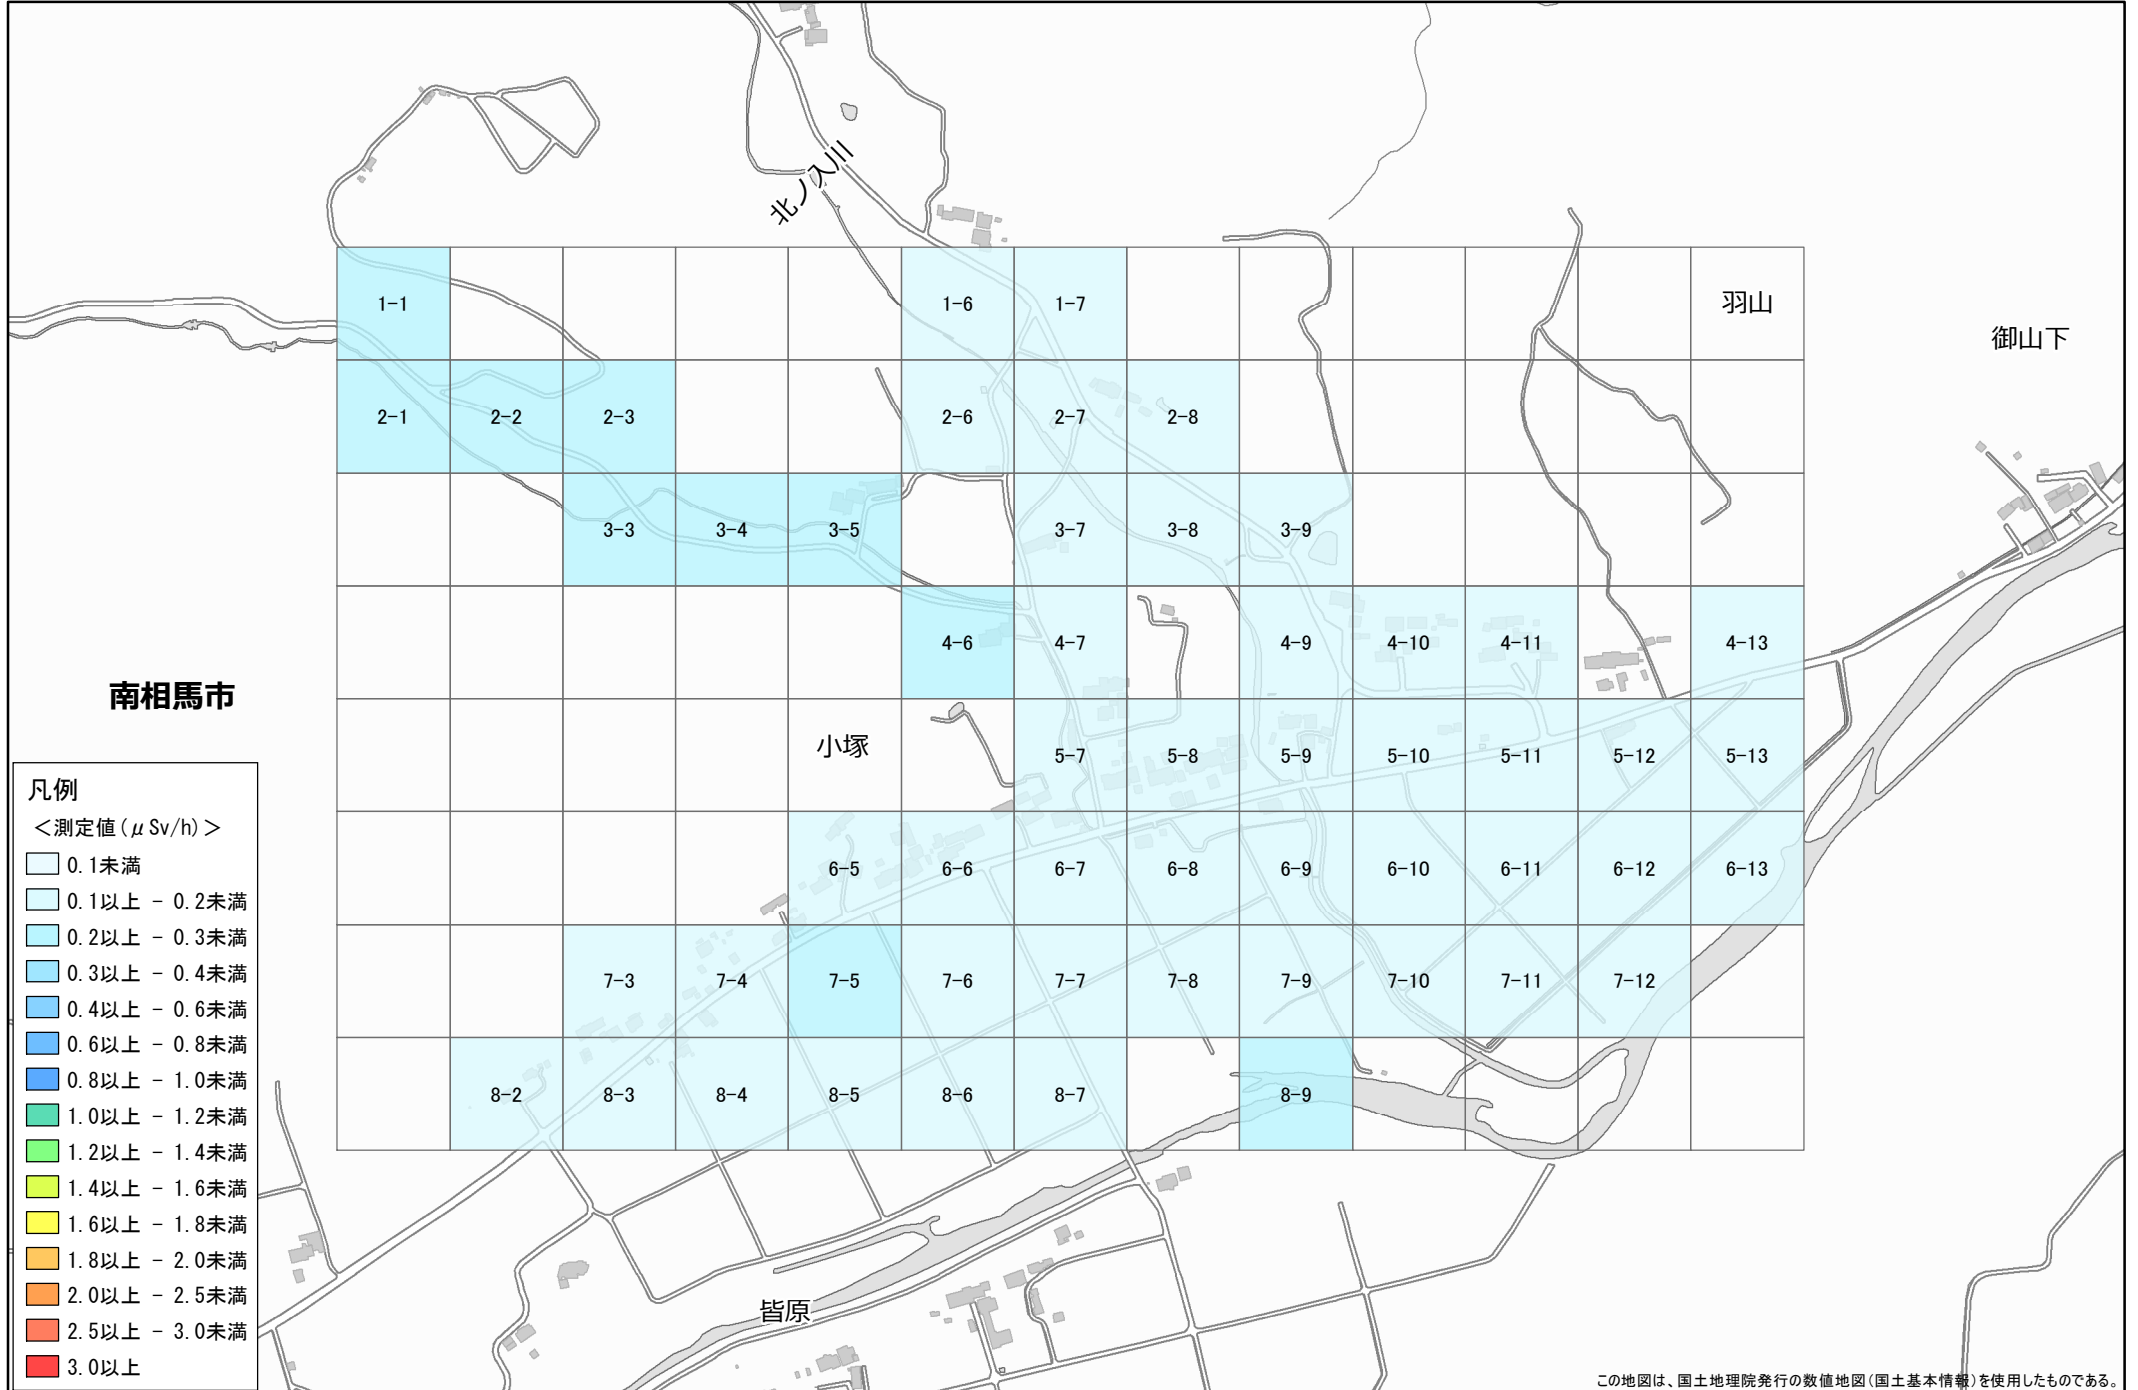 北ノ入川
1-1
1-6
1-7
羽山
御山下
2-1
2-2
2-3
2-6
2-7
2-8
3-3
3-4
3-5
3-7
3-8
3-9
4-6
4-7
4-9
4-10
4-11
4-13
南相馬市
小塚
5-7
5-8
5-9
5-10
5-11
5-12
5-13
6-5
6-6
6-7
6-8
6-9
6-10
6-11
6-12
6-13
7-3
7-4
7-5
7-6
7-7
7-8
7-9
7-10
7-11
7-12
8-2
8-3
8-4
8-5
8-6
8-7
8-9
皆原
凡例
＜測定値(μSv/h)＞
0.1未満
0.1以上 - 0.2未満
0.2以上 - 0.3未満
0.3以上 - 0.4未満
0.4以上 - 0.6未満
0.6以上 - 0.8未満
0.8以上 - 1.0未満
1.0以上 - 1.2未満
1.2以上 - 1.4未満
1.4以上 - 1.6未満
1.6以上 - 1.8未満
1.8以上 - 2.0未満
2.0以上 - 2.5未満
2.5以上 - 3.0未満
3.0以上
この地図は、国土地理院発行の数値地図(国土基本情報)を使用したものである。